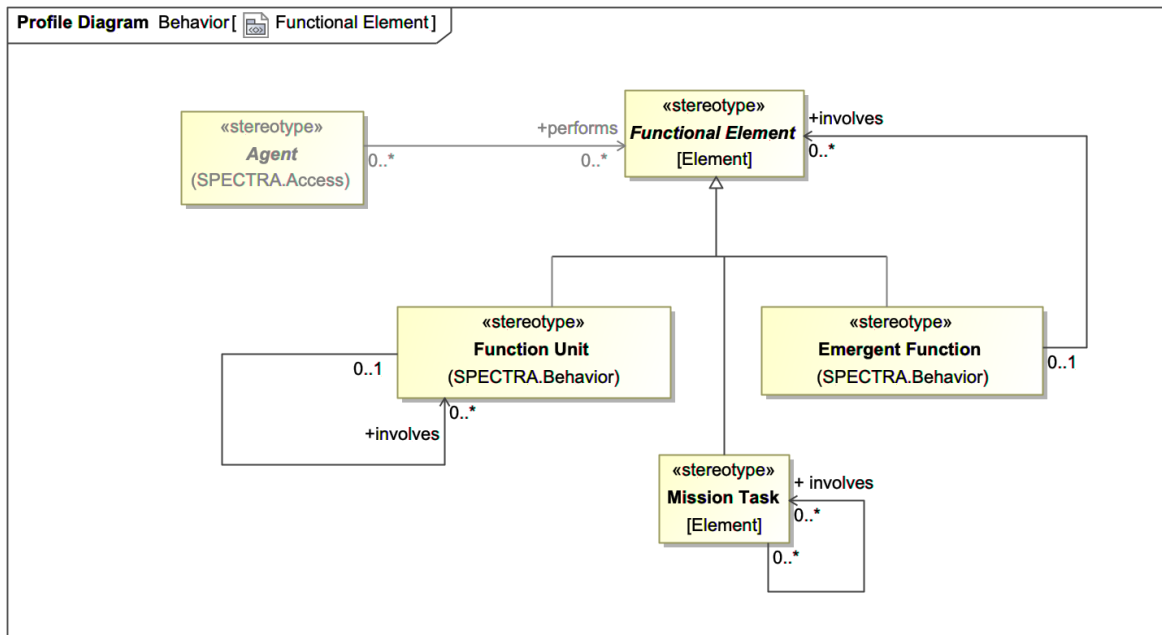 Profile Diagram Behavior[ Functional Element]
«stereotype»
Functional Element
[Element]
«stereotype»
Agent
(SPECTRA.Access)
0..*
+performs
0..*
+involves
0..*
«stereotype»
Function Unit
(SPECTRA.Behavior)
0..1
0..*
+involves
«stereotype»
Emergent Function
(SPECTRA.Behavior)
0..1
«stereotype»
Mission Task
[Element]
+ involves
0..*
0..*